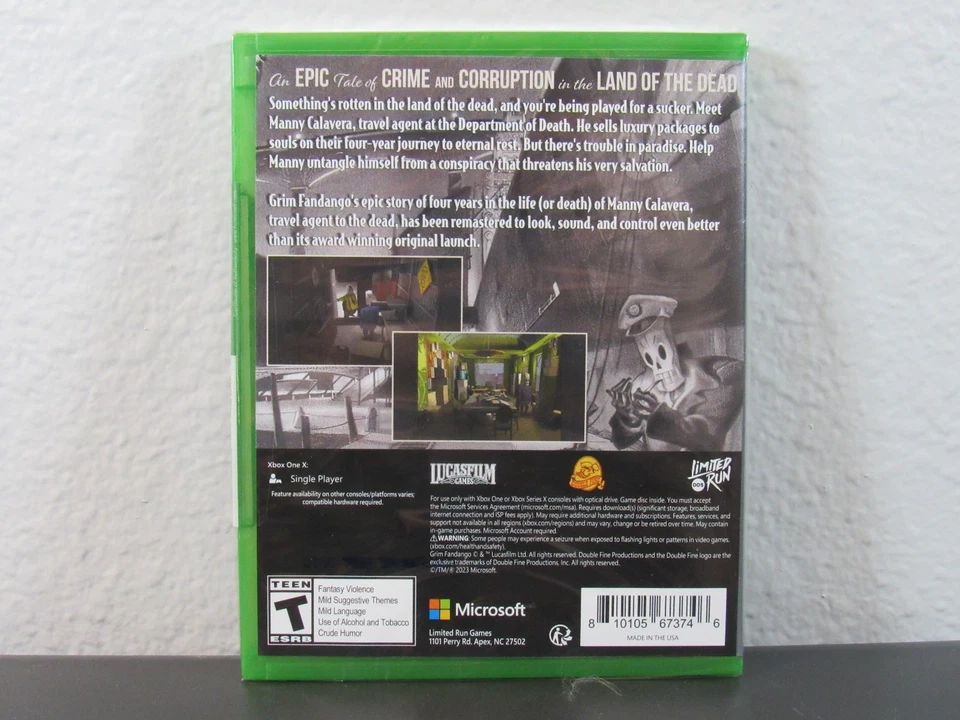 An EPIC Tale of CRIME AND CORRUPTION in the LAND OF THE DEAD
Something's rotten in the land of the dead, and you're being played for a sucker. Meet
Manny Calavera, travel agent at the Department of Death. He sells luxury packages to
souls on their four-year journey to eternal rest. But there's trouble in paradise. Help
Manny untangle himself from a conspiracy that threatens his very salvation.
Grim Fandango's epic story of four years in the life (or death) of Manny Calavera,
travel agent to the dead, has been remastered to look, sound, and control even better
than its award winning original launch.
Xbox One X:
Single Player
Feature availability on other consoles/platforms varies;
compatible hardware required.
LUCASFILM
GAMES
LIMITED
RUN
005
For use only with Xbox One or Xbox Series X consoles with optical drive. Game disc inside. You must accept
the Microsoft Services Agreement (microsoft.com/msa). Requires download(s) (significant storage, broadband
internet connection and ISP fees apply). May require additional hardware and subscriptions. Features, services, and
support not available in all regions (xbox.com/regions) and may vary, change or be retired over time. May contain
in-game purchases. Microsoft Account required.
WARNING: Some people may experience a seizure when exposed to flashing lights or patterns in video games.
(xbox.com/healthandsafety).
Grim Fandango © & ™ Lucasfilm Ltd. All rights reserved. Double Fine Productions and the Double Fine logo are the
exclusive trademarks of Double Fine Productions, Inc. All rights reserved.
©/TM/® 2023 Microsoft.
TEEN
T
ESRB
Fantasy Violence
Mild Suggestive Themes
Mild Language
Use of Alcohol and Tobacco
Crude Humor
Microsoft
Limited Run Games
1101 Perry Rd. Apex, NC 27502
8 10105 67374 6
MADE IN THE USA